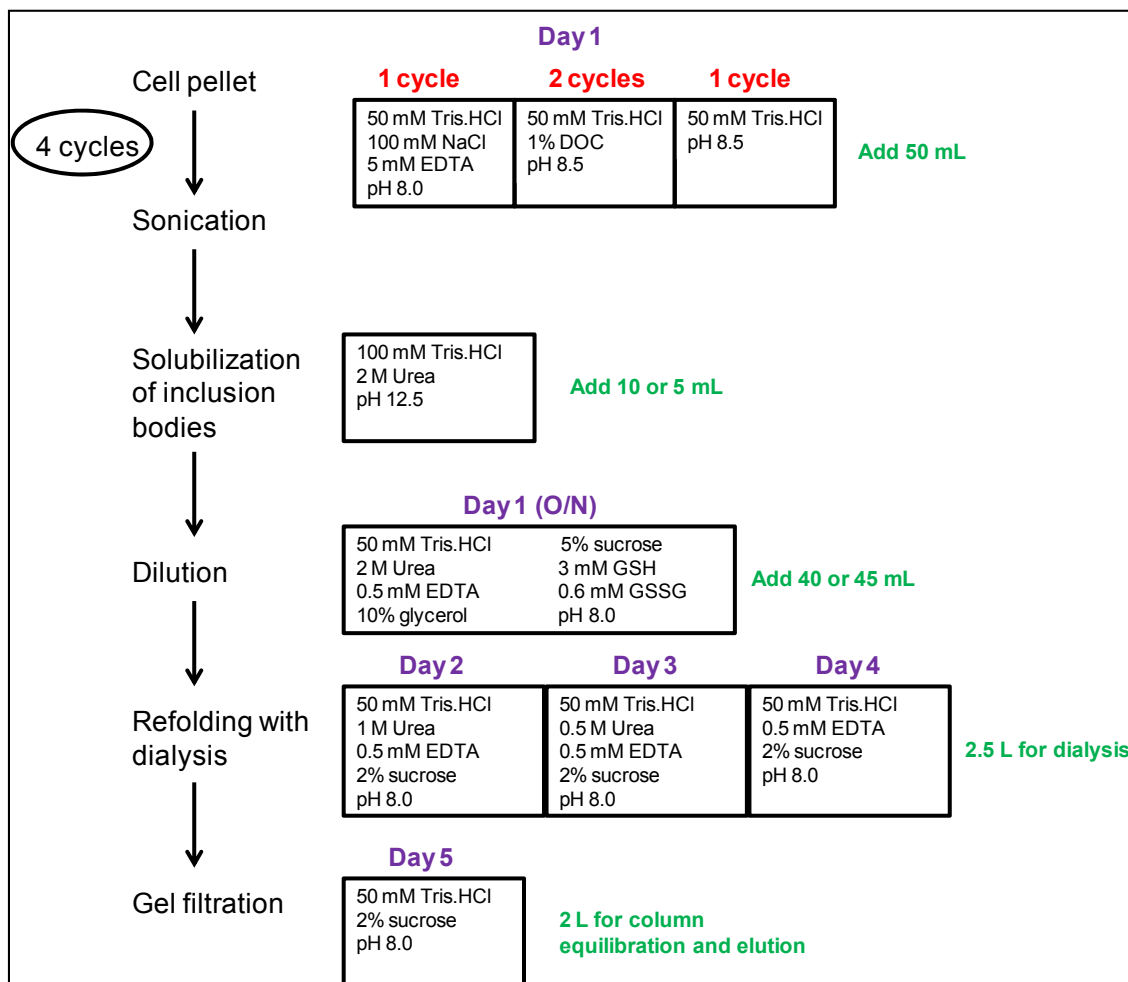 Day 1
Cell pellet
1 cycle
2 cycles
1 cycle
4 cycles
50 mM Tris.HCl
100 mM NaCl
5 mM EDTA
pH 8.0
50 mM Tris.HCl
1% DOC
pH 8.5
50 mM Tris.HCl
pH 8.5
Add 50 mL
Sonication
Solubilization
of inclusion
bodies
100 mM Tris.HCl
2 M Urea
pH 12.5
Add 10 or 5 mL
Day 1 (O/N)
Dilution
50 mM Tris.HCl
2 M Urea
0.5 mM EDTA
10% glycerol
5% sucrose
3 mM GSH
0.6 mM GSSG
pH 8.0
Add 40 or 45 mL
Day 2
Day 3
Day 4
Refolding with
dialysis
50 mM Tris.HCl
1 M Urea
0.5 mM EDTA
2% sucrose
pH 8.0
50 mM Tris.HCl
0.5 M Urea
0.5 mM EDTA
2% sucrose
pH 8.0
50 mM Tris.HCl
0.5 mM EDTA
2% sucrose
pH 8.0
2.5 L for dialysis
Day 5
Gel filtration
50 mM Tris.HCl
2% sucrose
pH 8.0
2 L for column
equilibration and elution